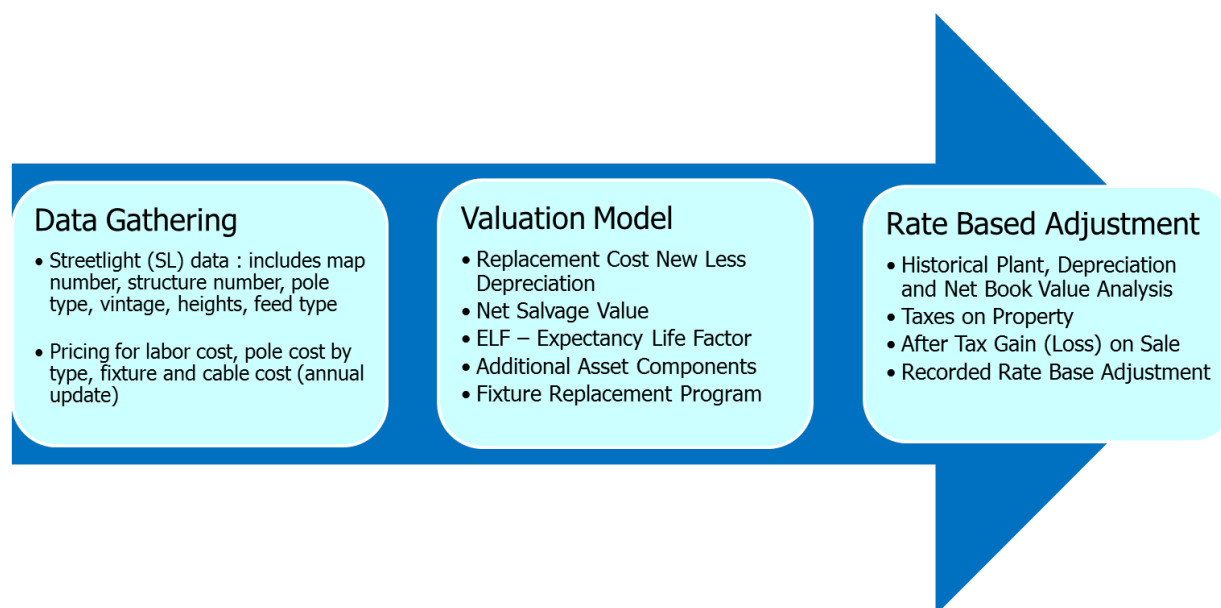 Data Gathering
• Streetlight (SL) data : includes map
number, structure number, pole
type, vintage, heights, feed type
• Pricing for labor cost, pole cost by
type, fixture and cable cost (annual
update)
Valuation Model
• Replacement Cost New Less
Depreciation
• Net Salvage Value
• ELF – Expectancy Life Factor
• Additional Asset Components
• Fixture Replacement Program
Rate Based Adjustment
• Historical Plant, Depreciation
and Net Book Value Analysis
• Taxes on Property
• After Tax Gain (Loss) on Sale
• Recorded Rate Base Adjustment